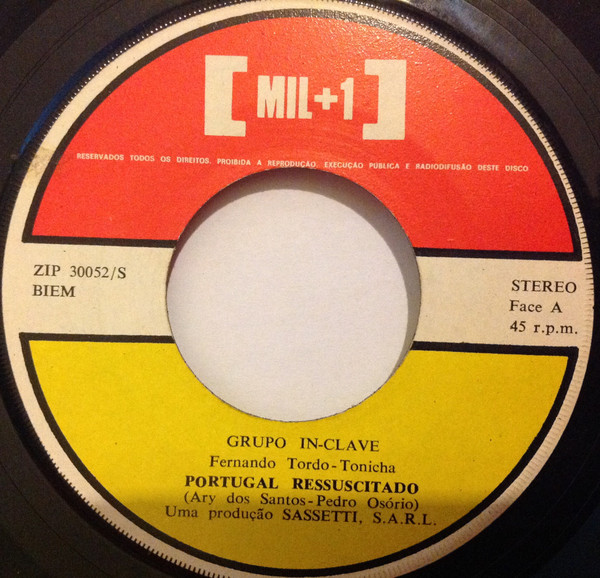 [MIL+1]
RESERVADOS TODOS OS DIREITOS. PROIBIDA A REPRODUÇÃO, EXECUÇÃO PÚBLICA E RADIODIFUSÃO DESTE DISCO
ZIP 30052/S
BIEM
STEREO
Face A
45 r.p.m.
GRUPO IN-CLAVE
Fernando Tordo-Tonicha
PORTUGAL RESSUSCITADO
(Ary dos Santos-Pedro Osório)
Uma produção SASSETTI, S.A.R.L.